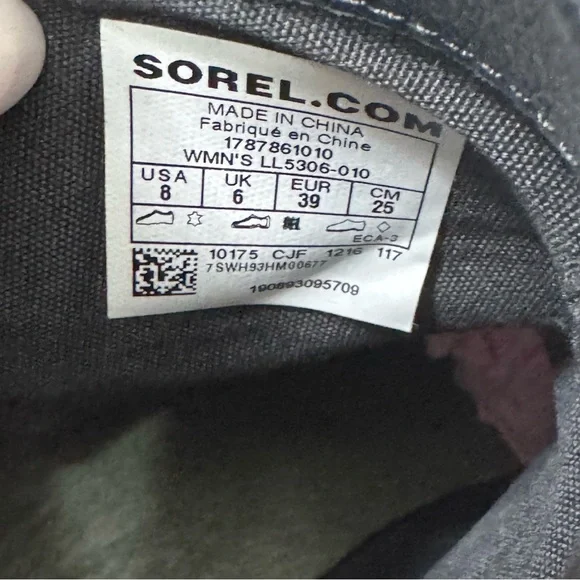 SOREL.COM
MADE IN CHINA
Fabriqué en Chine
1787861010
WMN'S LL5306-010
USA UK EUR CM
8 6 39 25
ECA-3
10175 CJF 1216 117
7SWH93HM00677
190893095709